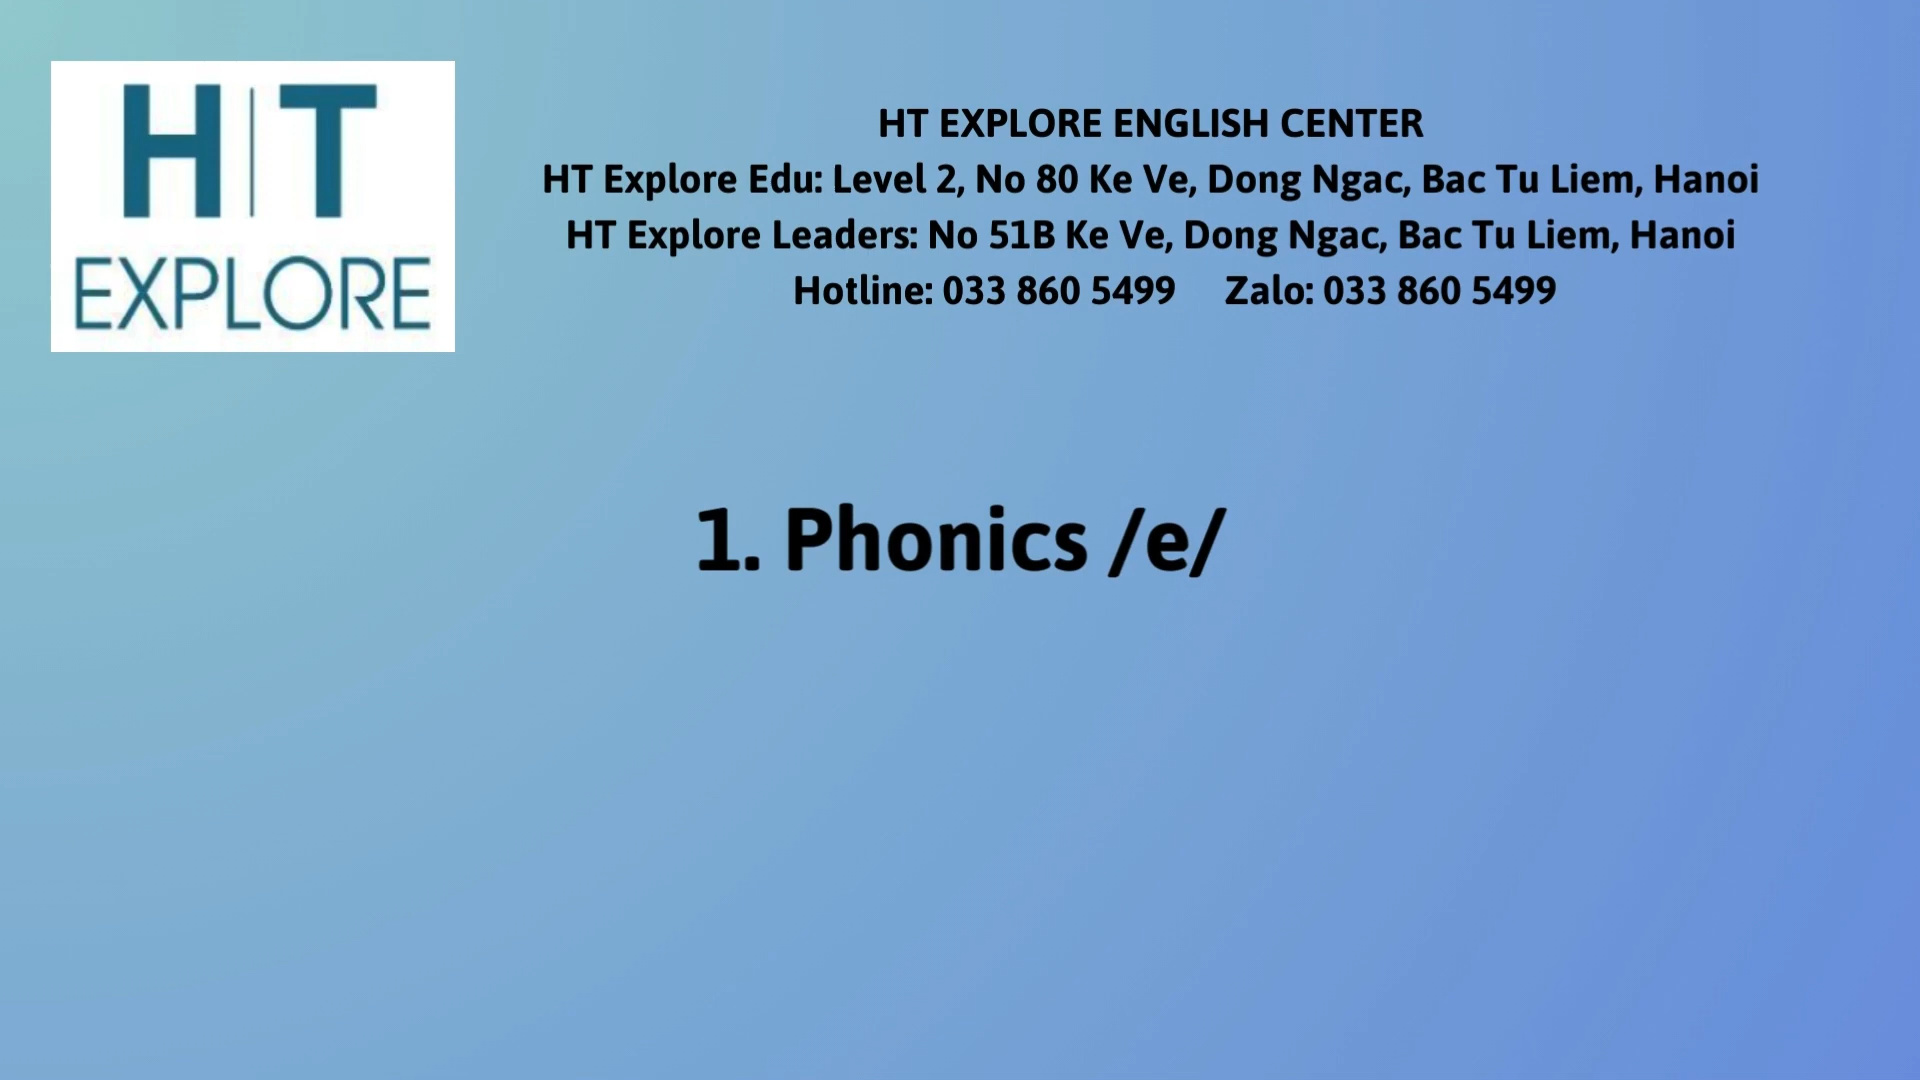 H|T
EXPLORE
HT EXPLORE ENGLISH CENTER
HT Explore Edu: Level 2, No 80 Ke Ve, Dong Ngac, Bac Tu Liem, Hanoi
HT Explore Leaders: No 51B Ke Ve, Dong Ngac, Bac Tu Liem, Hanoi
Hotline: 033 860 5499 Zalo: 033 860 5499
1. Phonics /e/